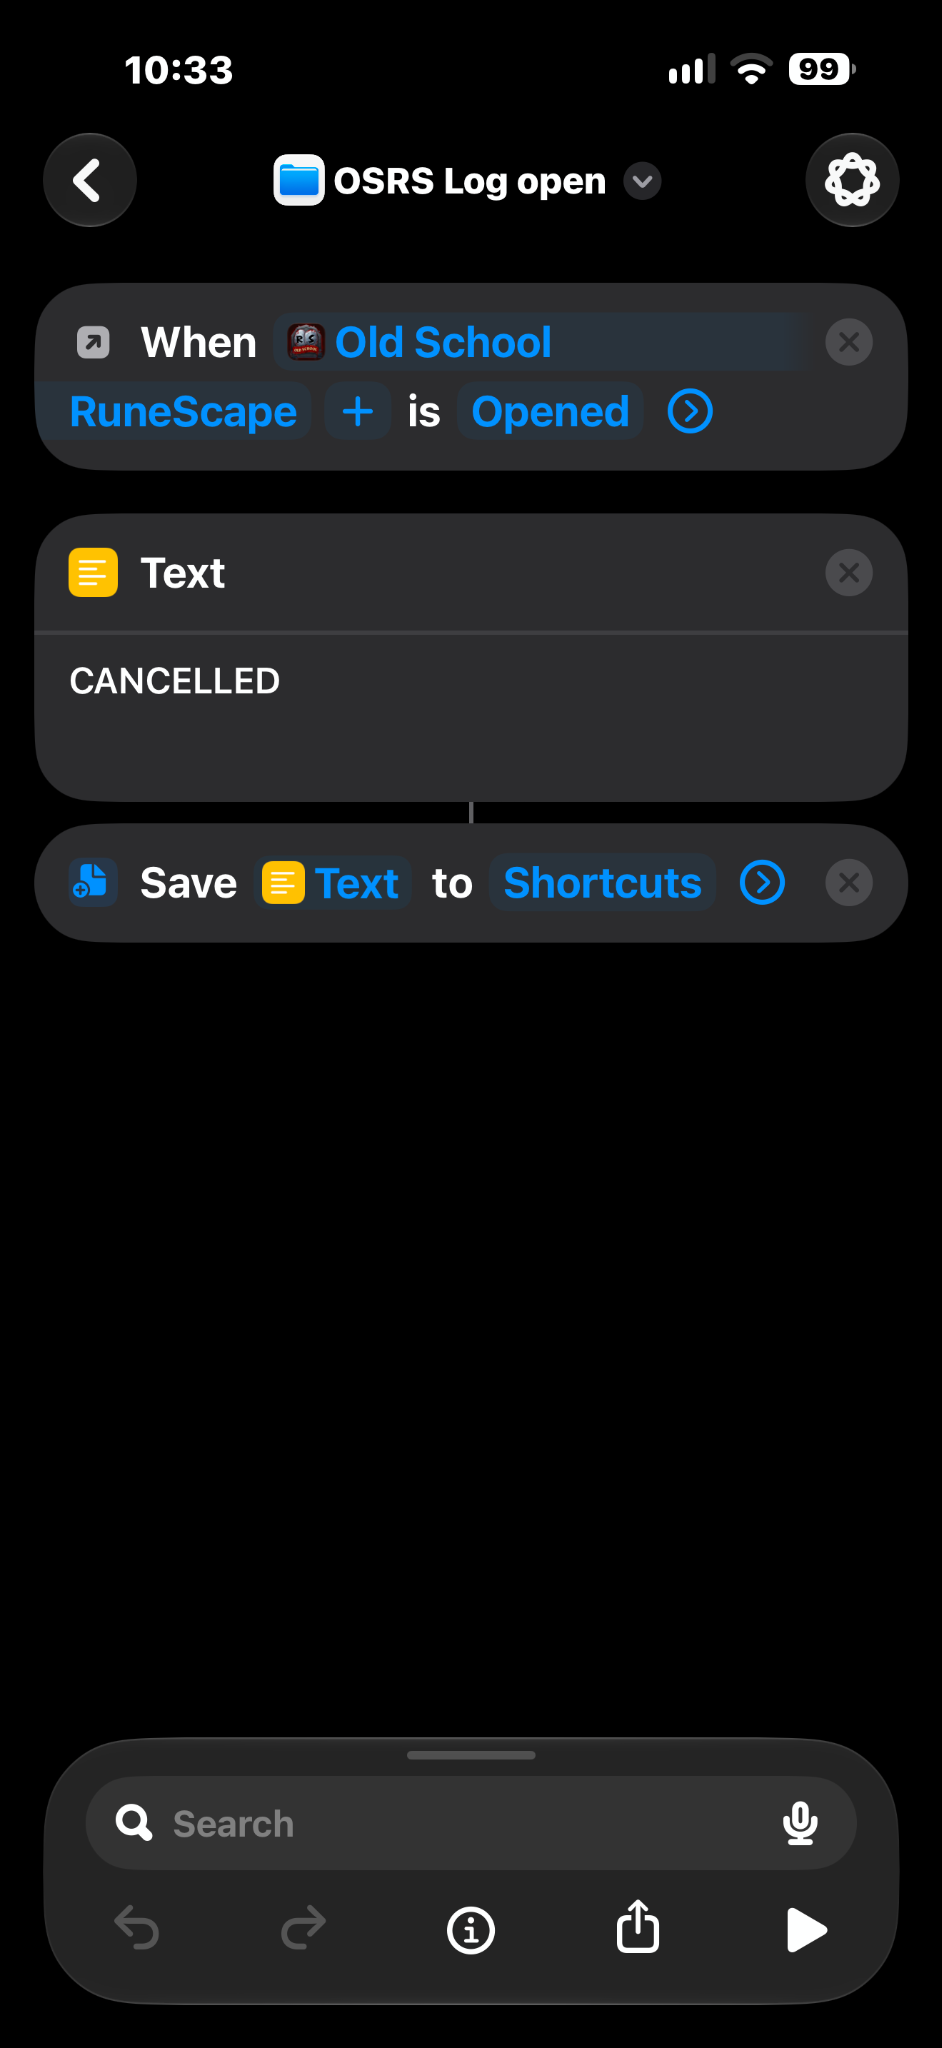 10:33
99
OSRS Log open
When Old School
RuneScape + is Opened
Text
CANCELLED
Save Text to Shortcuts
Search